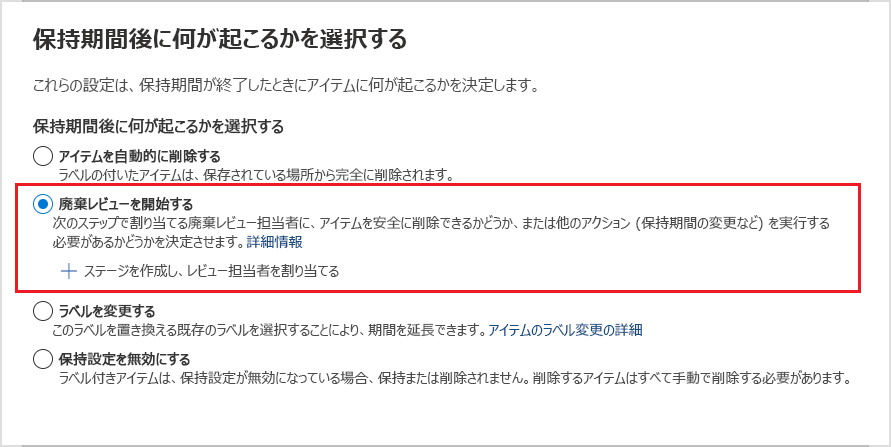 保持期間後に何が起こるかを選択する
これらの設定は、保持期間が終了したときにアイテムに何が起こるかを決定します。
保持期間後に何が起こるかを選択する
アイテムを自動的に削除する
ラベルの付いたアイテムは、保存されている場所から完全に削除されます。
廃棄レビューを開始する
次のステップで割り当てる廃棄レビュー担当者に、アイテムを安全に削除できるかどうか、または他のアクション (保持期間の変更など) を実行する
必要があるかどうかを決定させます。詳細情報
ステージを作成し、レビュー担当者を割り当てる
ラベルを変更する
このラベルを置き換える既存のラベルを選択することにより、期間を延長できます。アイテムのラベル変更の詳細
保持設定を無効にする
ラベル付きアイテムは、保持設定が無効になっている場合、保持または削除されません。削除するアイテムはすべて手動で削除する必要があります。